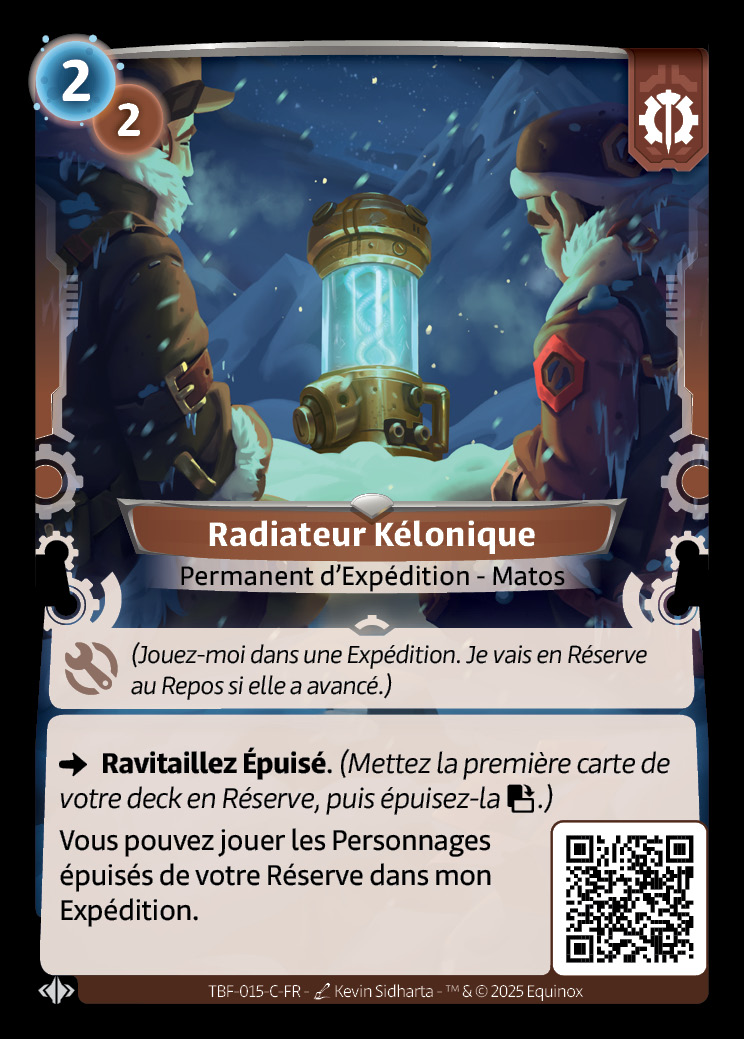 2
2
Radiateur Kélonique
Permanent d'Expédition - Matos
(Jouez-moi dans une Expédition. Je vais en Réserve
au Repos si elle a avancé.)
Ravitaillez Épuisé. (Mettez la première carte de
votre deck en Réserve, puis épuisez-la .)
Vous pouvez jouer les Personnages
épuisés de votre Réserve dans mon
Expédition.
TBF-015-C-FR - Kevin Sidharta - ™ & © 2025 Equinox